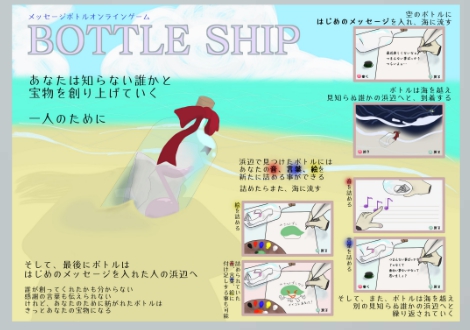 メッセージボトルオンラインゲーム
BOTTLE SHIP
あなたは知らない誰かと
宝物を創り上げていく
一人のために
空のボトルに
はじめのメッセージを入れ、海に流す
ボトルは海を越え
見知らぬ誰かの浜辺へと、到着する
浜辺で見つけたボトルには
あなたの音、言葉、絵を
新たに詰める事ができる
詰めたらまた、海に流す
音を詰める
絵を詰める
言葉を詰める
そして、最後にボトルは
はじめのメッセージを入れた人の浜辺へ
誰が創ってくれたかも分からない
感謝の言葉も伝えられない
けれど、あなたのために紡がれたボトルは
きっとあなたの宝物になる
そして、また、ボトルは海を越え
別の見知らぬ誰かの浜辺へと
繰り返されていく